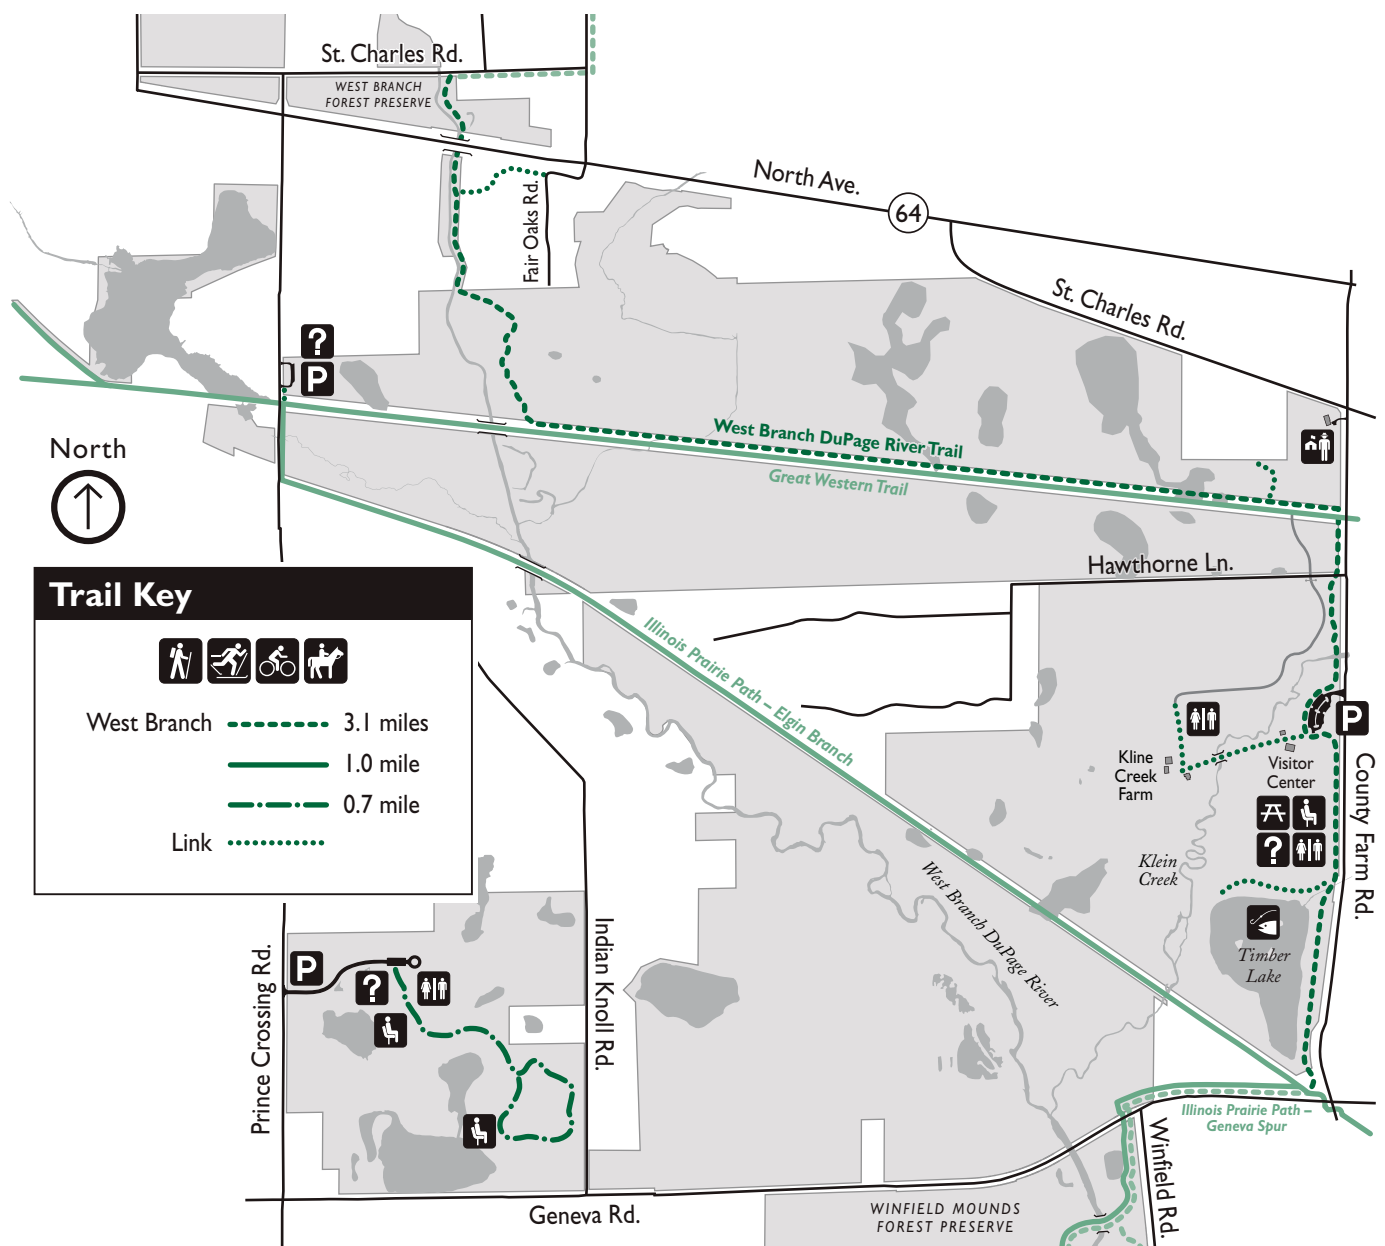 St. Charles Rd.
WEST BRANCH
FOREST PRESERVE
North Ave.
64
Fair Oaks Rd.
St. Charles Rd.
?
P
North
West Branch DuPage River Trail
Great Western Trail
Hawthorne Ln.
Trail Key
West Branch
3.1 miles
1.0 mile
0.7 mile
Link
Illinois Prairie Path – Elgin Branch
P
Kline
Creek
Farm
Visitor
Center
?
County Farm Rd.
Klein
Creek
Timber
Lake
West Branch DuPage River
Prince Crossing Rd.
P
?
Indian Knoll Rd.
Illinois Prairie Path –
Geneva Spur
Winfield Rd.
Geneva Rd.
WINFIELD MOUNDS
FOREST PRESERVE